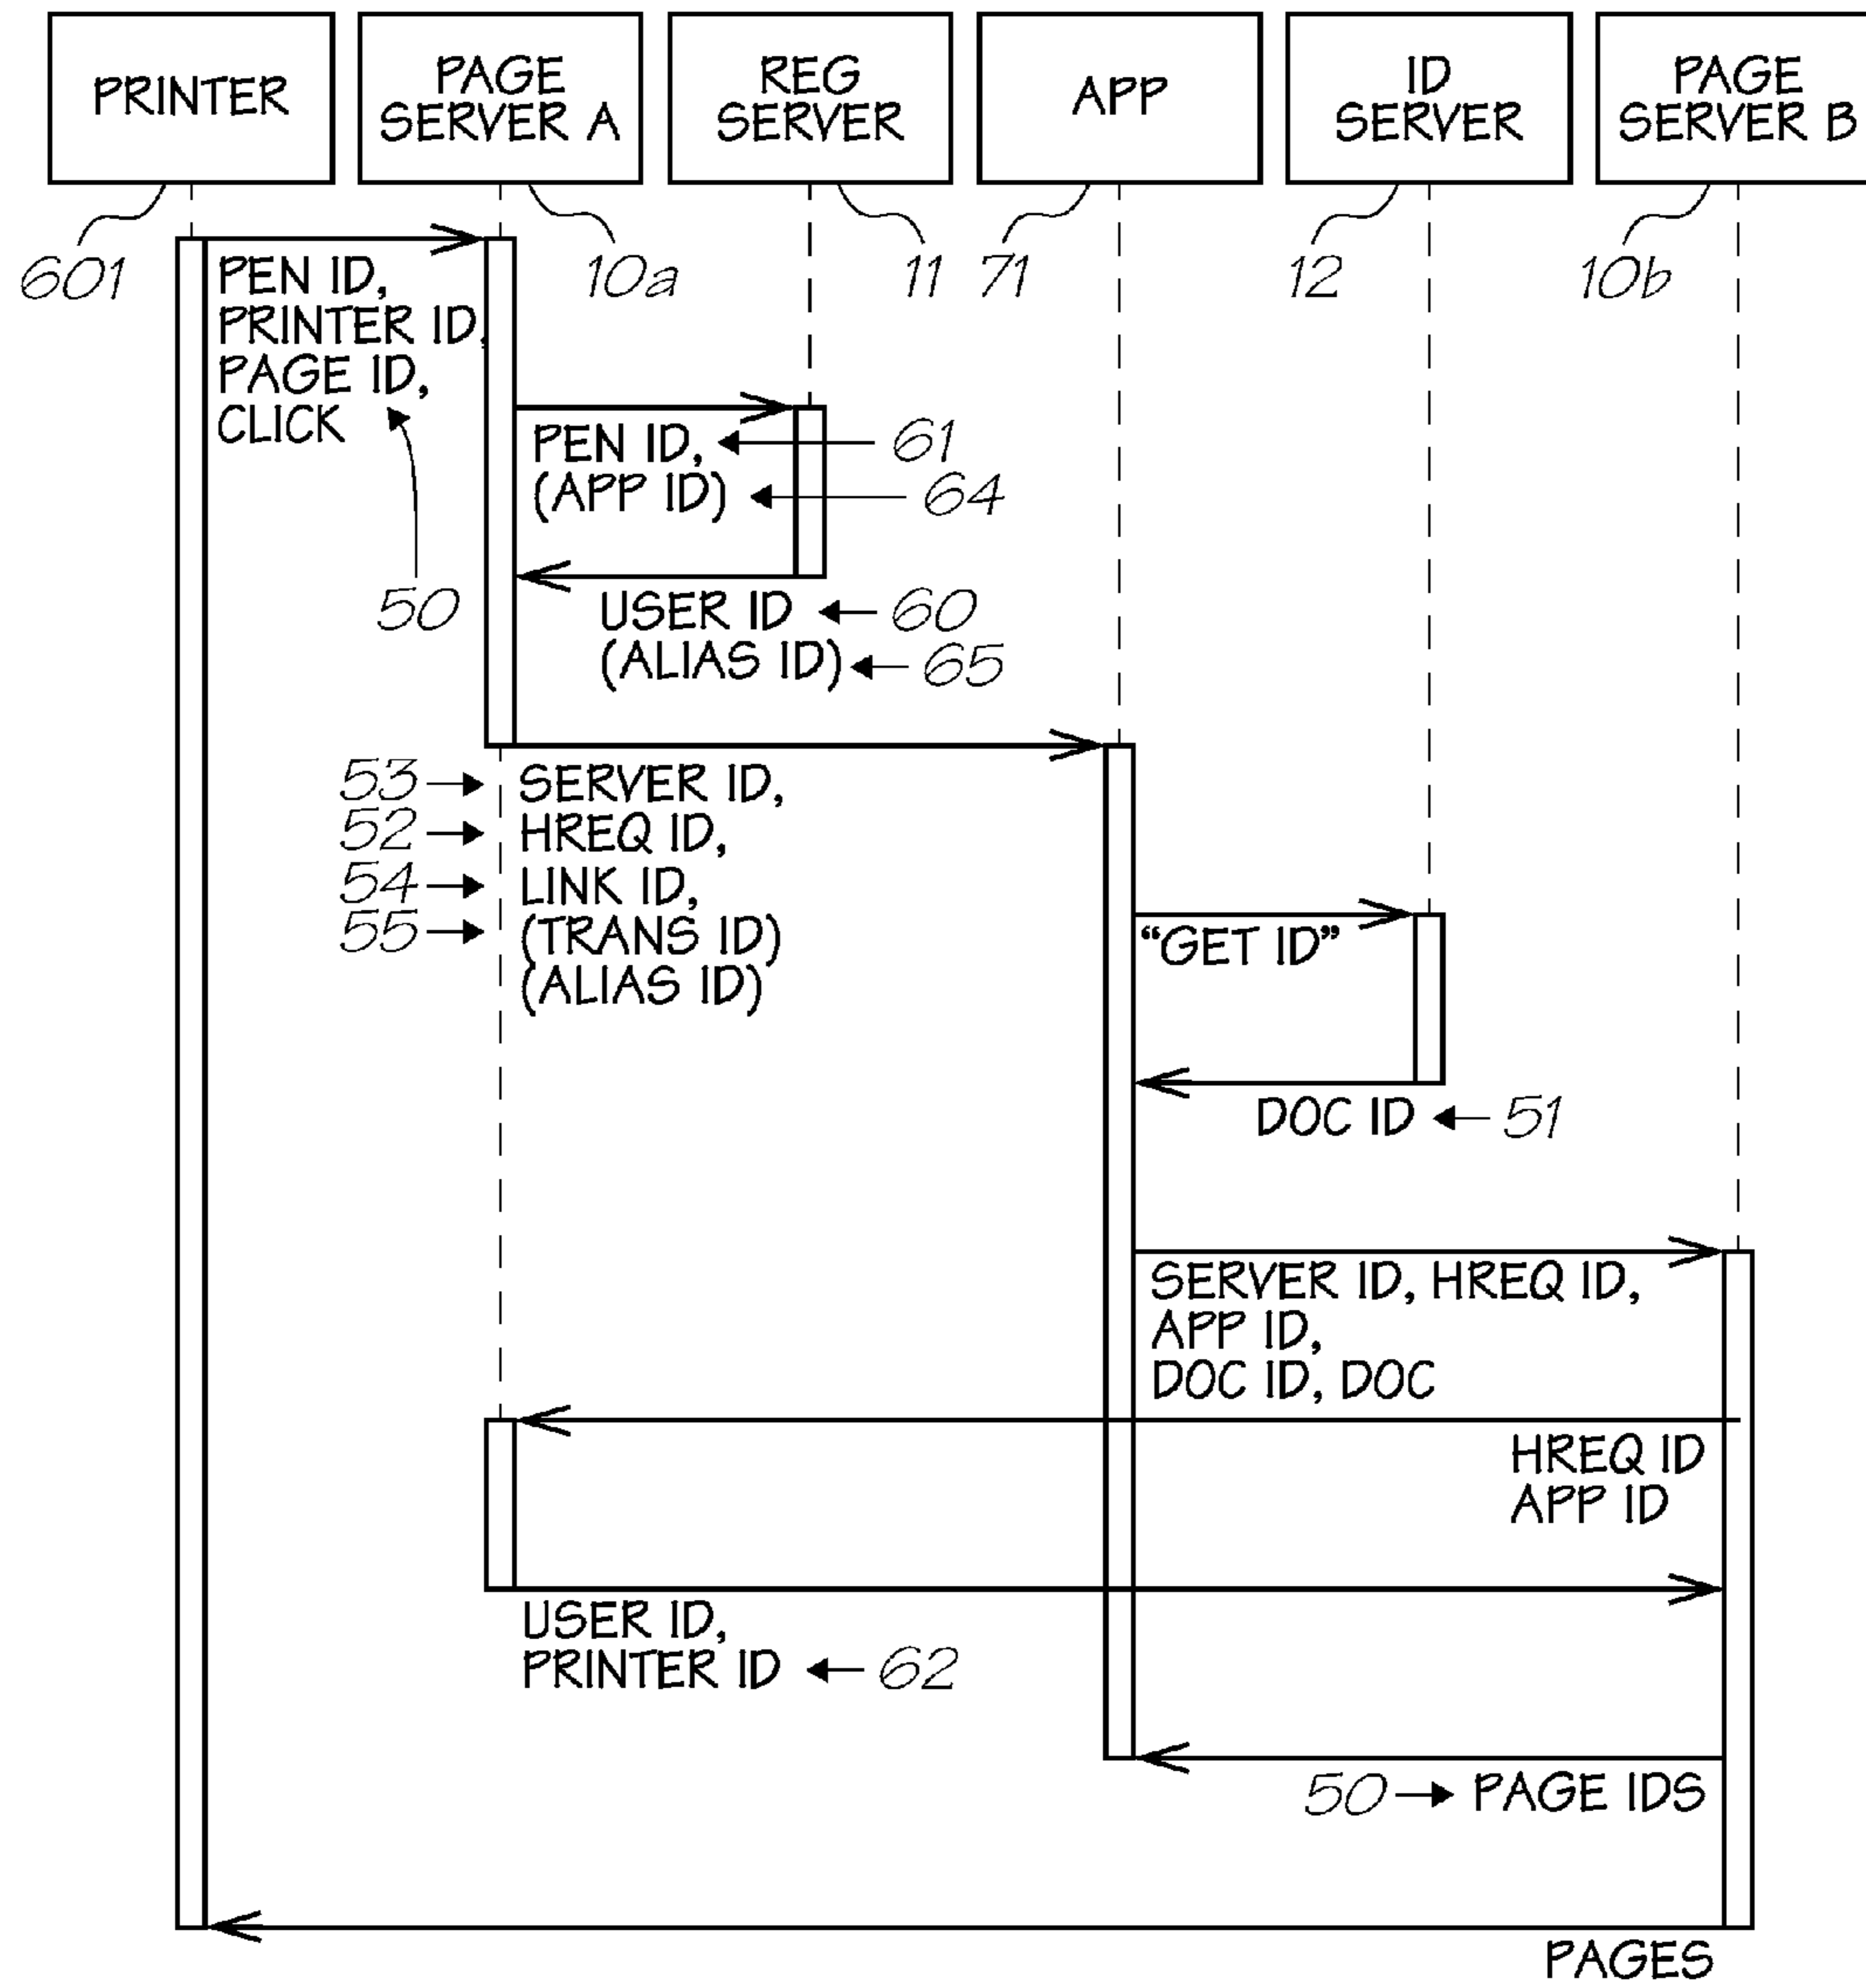 PRINTER
PAGE
SERVER A
REG
SERVER
APP
ID
SERVER
PAGE
SERVER B
601
10a
11
71
12
10b
PEN ID,
PRINTER ID,
PAGE ID,
CLICK
50
PEN ID,
61
(APP ID)
64
USER ID
60
(ALIAS ID)
65
53
SERVER ID,
52
HREQ ID,
54
LINK ID,
55
(TRANS ID)
(ALIAS ID)
“GET ID”
DOC ID
51
SERVER ID, HREQ ID,
APP ID,
DOC ID, DOC
HREQ ID
APP ID
USER ID,
PRINTER ID
62
50
PAGE IDS
PAGES